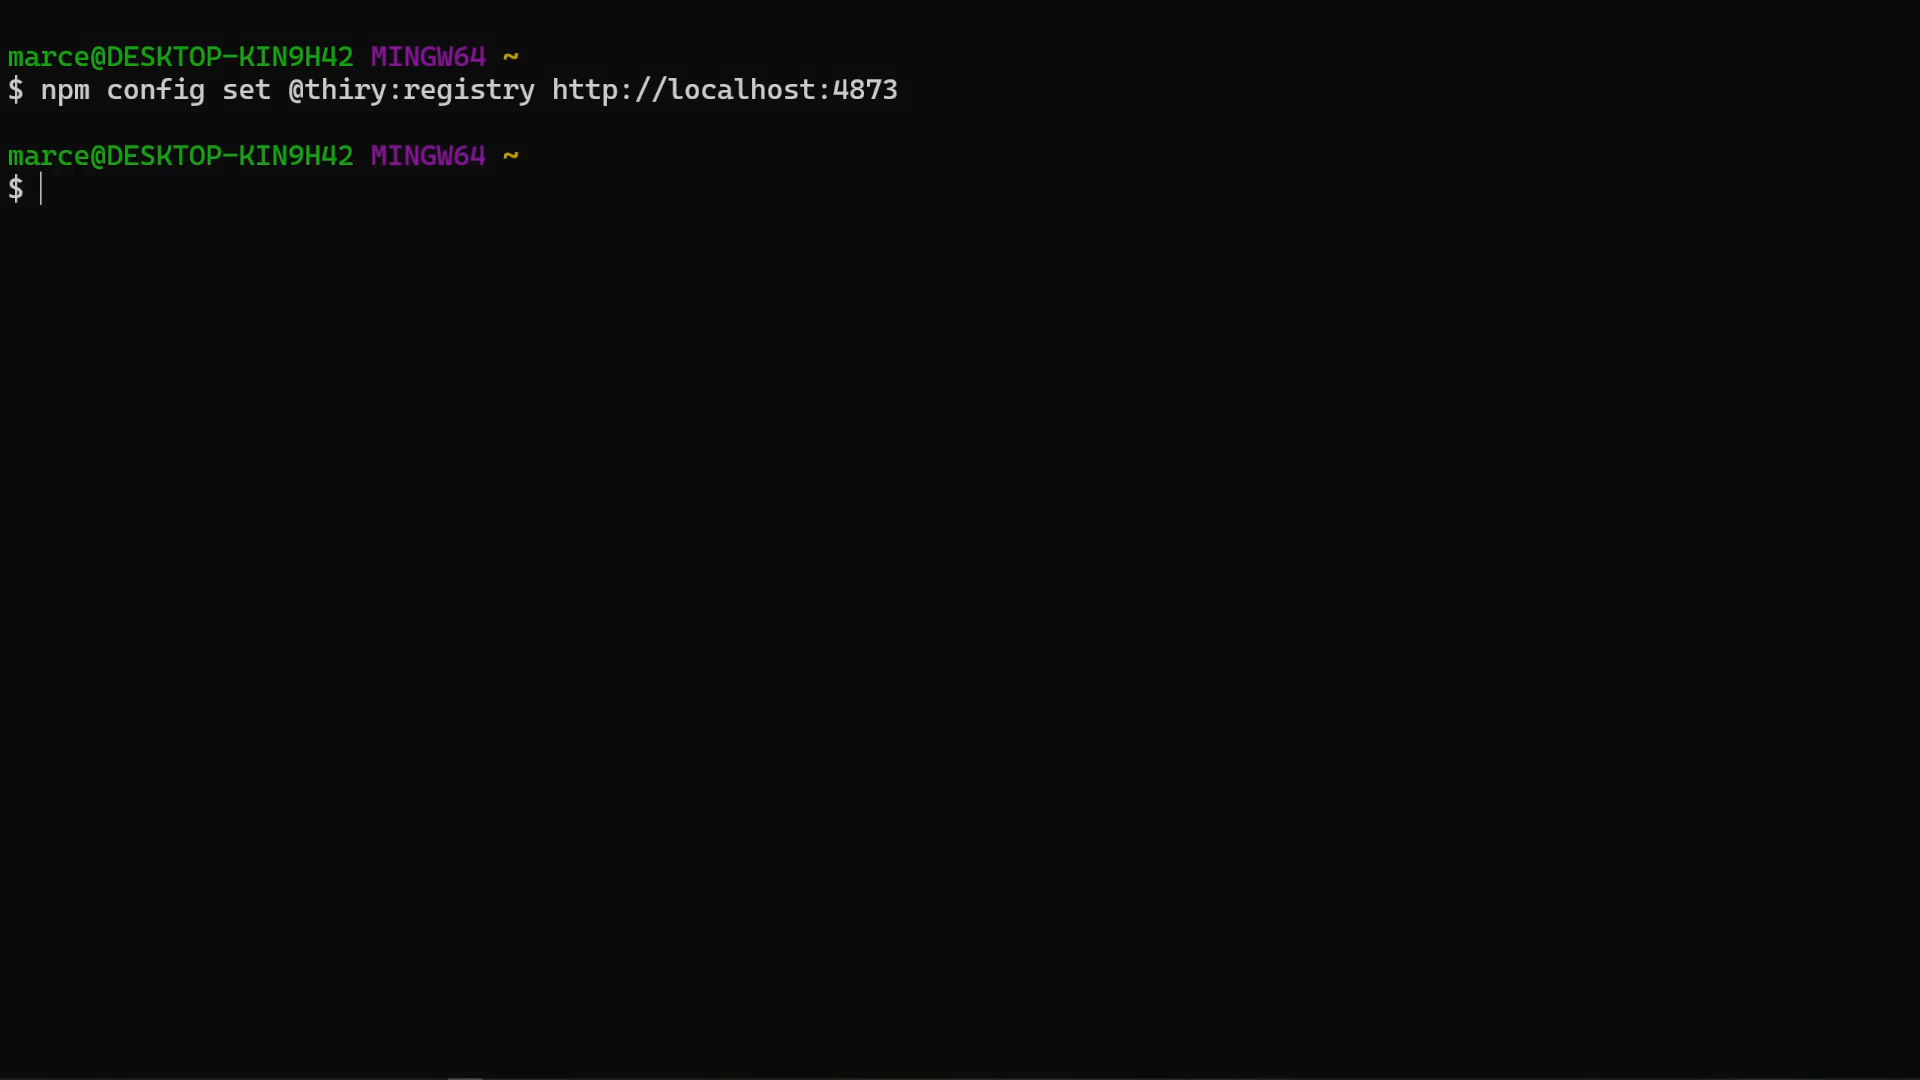 marce@DESKTOP-KIN9H42 MINGW64 ~
$ npm config set @thiry:registry http://localhost:4873
marce@DESKTOP-KIN9H42 MINGW64 ~
$